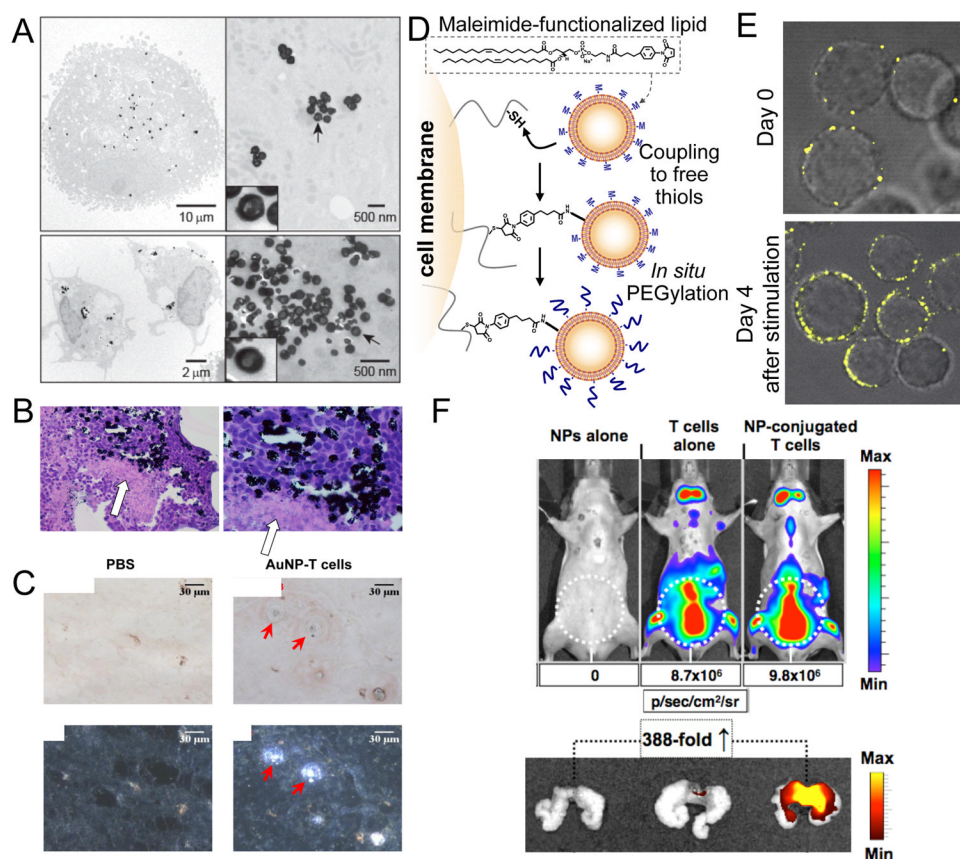 A
10 µm
500 nm
2 µm
500 nm
B
C
PBS
AuNP-T cells
30 µm
30 µm
30 µm
30 µm
D
Maleimide-functionalized lipid
-SH
M
Coupling
to free
thiols
cell membrane
In situ
PEGylation
E
Day 0
Day 4
after stimulation
F
NPs alone
T cells
alone
NP-conjugated
T cells
Max
Min
0
8.7x10⁶
9.8x10⁶
p/sec/cm²/sr
388-fold ↑
Max
Min